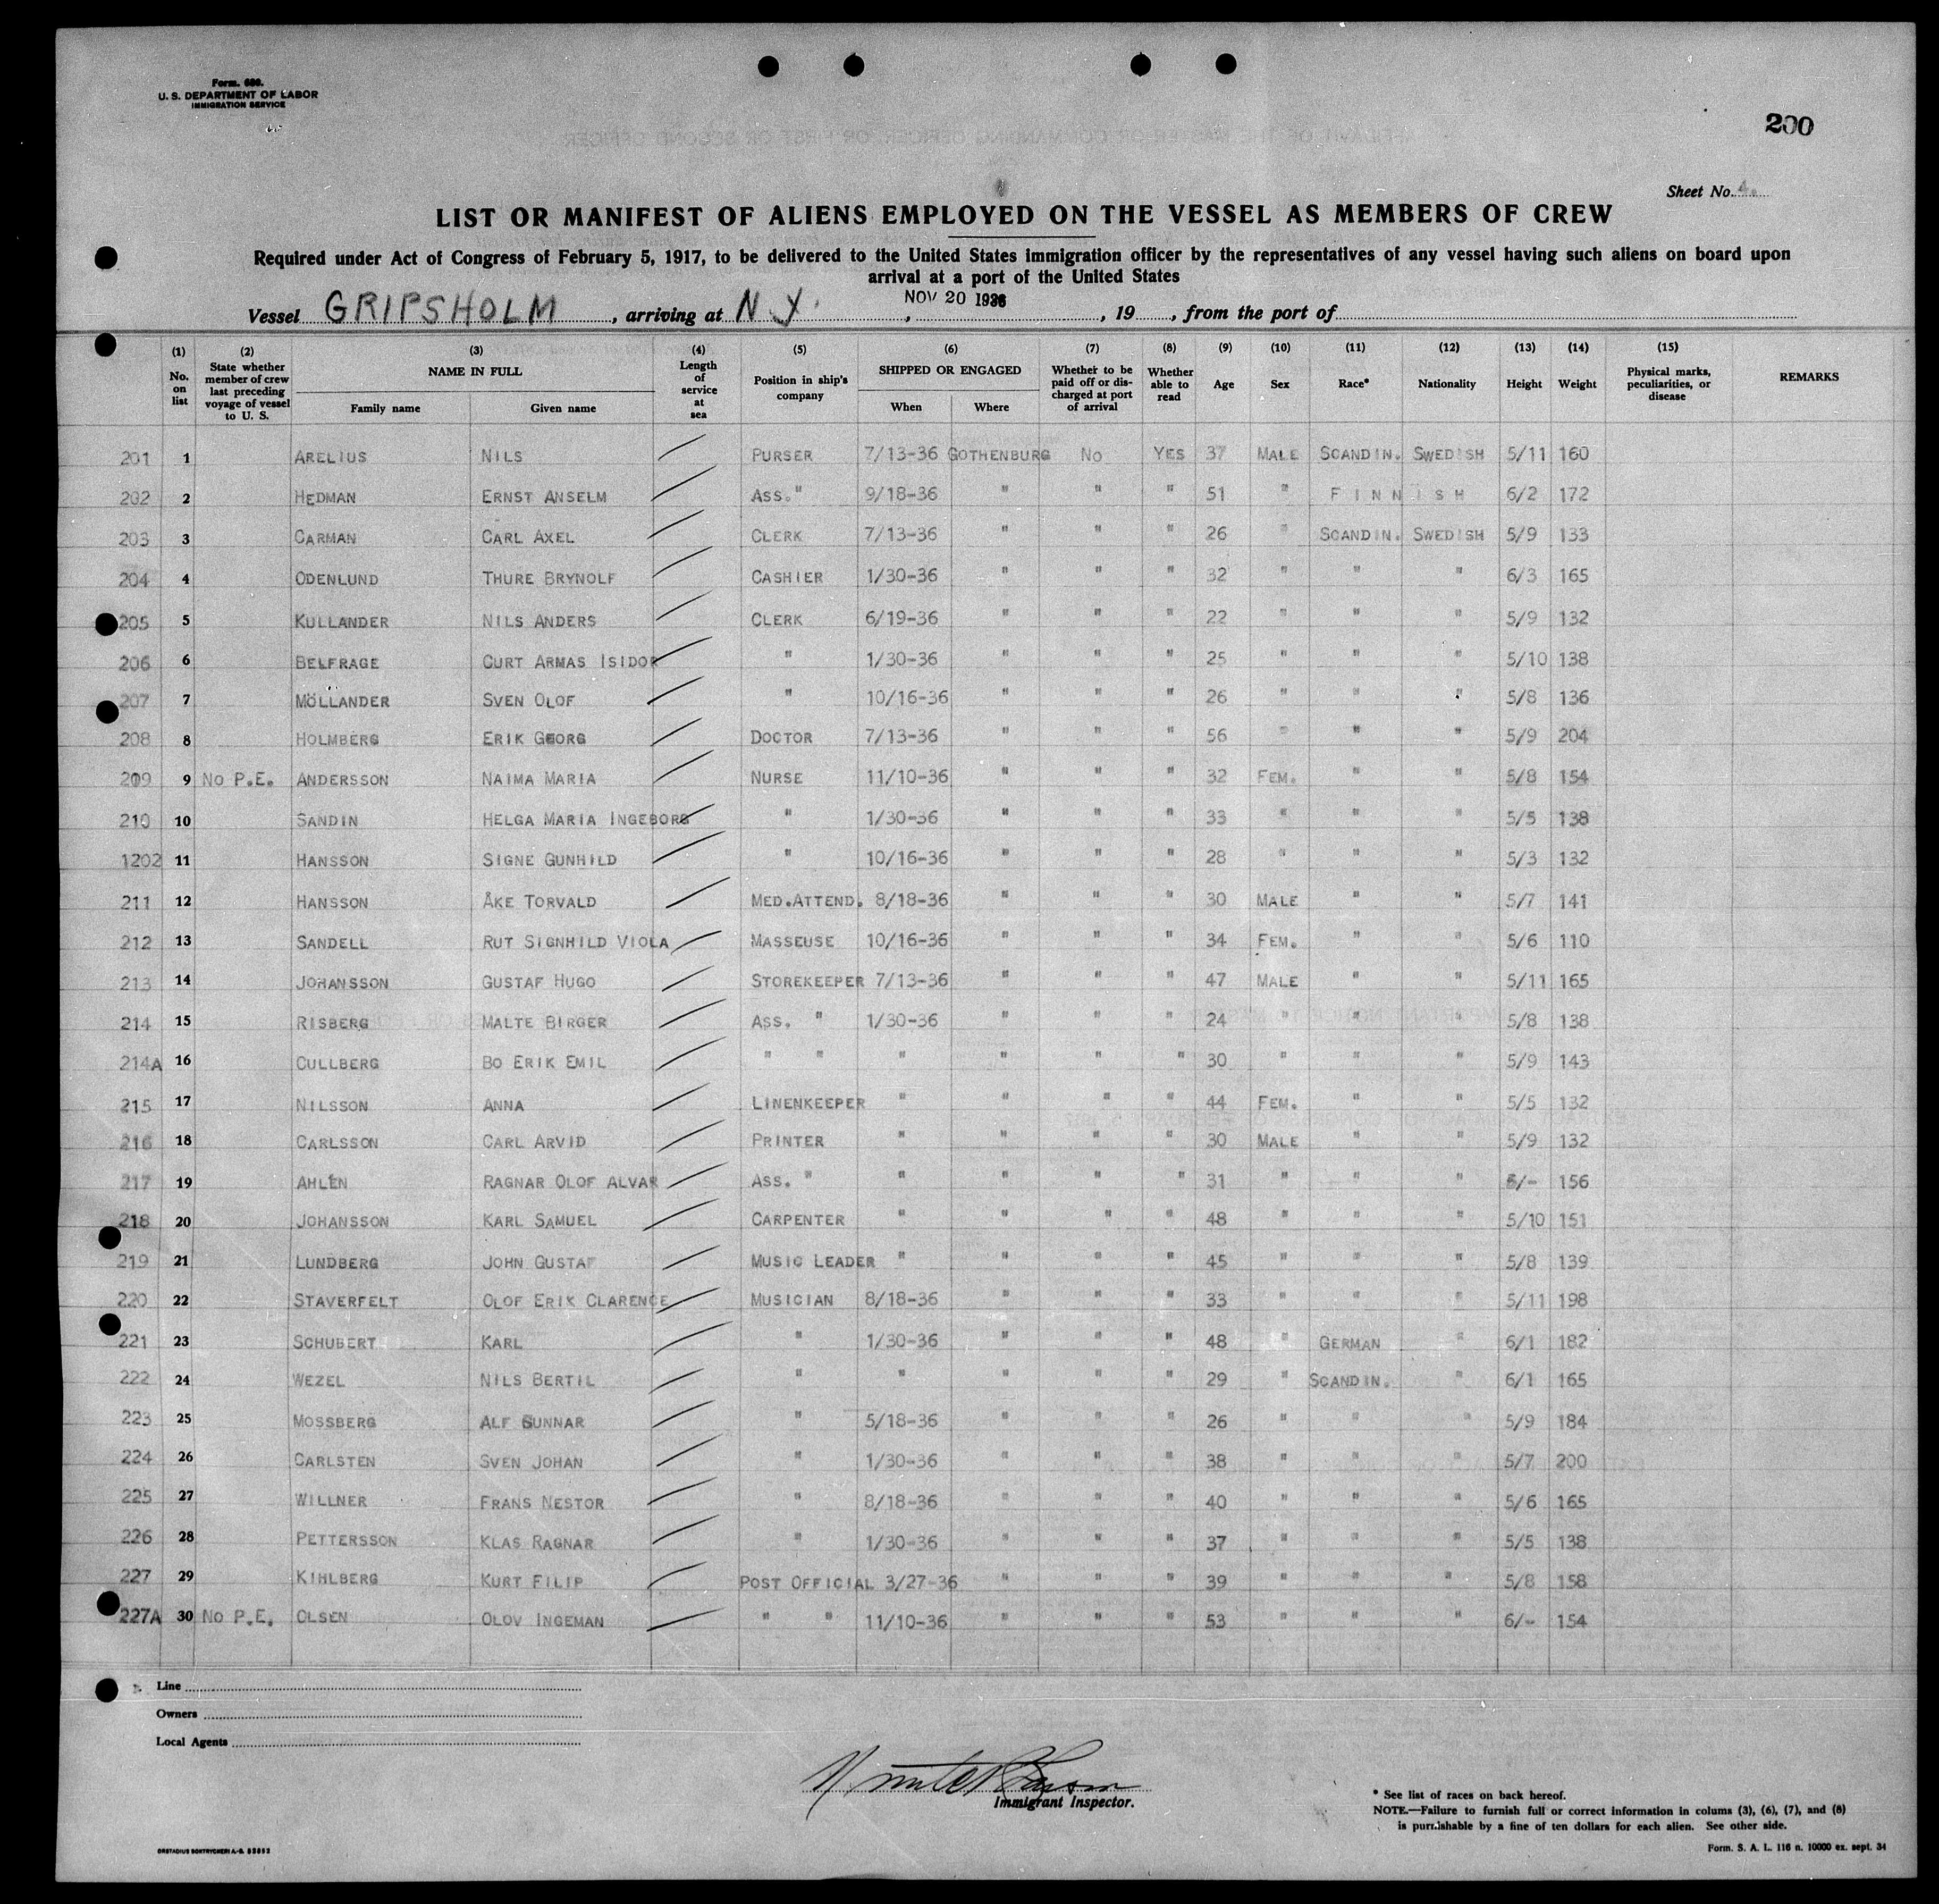 Form. 680.
U. S. DEPARTMENT OF LABOR
IMMIGRATION SERVICE
200
Sheet No. 4.
LIST OR MANIFEST OF ALIENS EMPLOYED ON THE VESSEL AS MEMBERS OF CREW
Required under Act of Congress of February 5, 1917, to be delivered to the United States immigration officer by the representatives of any vessel having such aliens on board upon
arrival at a port of the United States
Vessel GRIPSHOLM, arriving at N Y. , NOV 20 1936, 19 , from the port of
(1) No. on list (2) State whether member of crew last preceding voyage of vessel to U. S. (3) NAME IN FULL Family name Given name (4) Length of service at sea (5) Position in ship's company (6) SHIPPED OR ENGAGED When Where (7) Whether to be paid off or discharged at port of arrival (8) Whether able to read (9) Age (10) Sex (11) Race* (12) Nationality (13) Height (14) Weight (15) Physical marks, peculiarities, or disease REMARKS
201 1 ARELIUS NILS PURSER 7/13-36 GOTHENBURG No YES 37 MALE SCANDIN. SWEDISH 5/11 160
202 2 HEDMAN ERNST ANSELM ASS. " 9/18-36 " " " 51 " FINNISH 6/2 172
203 3 CARMAN CARL AXEL CLERK 7/13-36 " " " 26 " SCANDIN. SWEDISH 5/9 133
204 4 ODENLUND THURE BRYNOLF CASHIER 1/30-36 " " " 32 " " " 6/3 165
205 5 KULLANDER NILS ANDERS CLERK 6/19-36 " " " 22 " " " 5/9 132
206 6 BELFRAGE CURT ARMAS ISIDOR " 1/30-36 " " " 25 " " " 5/10 138
207 7 MÖLLANDER SVEN OLOF " 10/16-36 " " " 26 " " " 5/8 136
208 8 HOLMBERG ERIK GEORG DOCTOR 7/13-36 " " " 56 " " " 5/9 204
209 9 No P.E. ANDERSSON NAIMA MARIA NURSE 11/10-36 " " " 32 FEM. " " 5/8 154
210 10 SANDIN HELGA MARIA INGEBORG " 1/30-36 " " " 33 " " " 5/5 138
1202 11 HANSSON SIGNE GUNHILD " 10/16-36 " " " 28 " " " 5/3 132
211 12 HANSSON ÅKE TORVALD MED.ATTEND. 8/18-36 " " " 30 MALE " " 5/7 141
212 13 SANDELL RUT SIGNHILD VIOLA MASSEUSE 10/16-36 " " " 34 FEM. " " 5/6 110
213 14 JOHANSSON GUSTAF HUGO STOREKEEPER 7/13-36 " " " 47 MALE " " 5/11 165
214 15 RISBERG MALTE BIRGER ASS. " 1/30-36 " " " 24 " " " 5/8 138
214A 16 CULLBERG BO ERIK EMIL " " " " " " 30 " " " 5/9 143
215 17 NILSSON ANNA LINENKEEPER " " " " 44 FEM. " " 5/5 132
216 18 CARLSSON CARL ARVID PRINTER " " " " 30 MALE " " 5/9 132
217 19 AHLÉN RAGNAR OLOF ALVAR ASS. " " " " " 31 " " " 6/- 156
218 20 JOHANSSON KARL SAMUEL CARPENTER " " " " 48 " " " 5/10 151
219 21 LUNDBERG JOHN GUSTAF MUSIC LEADER " " " " 45 " " " 5/8 139
220 22 STAVERFELT OLOF ERIK CLARENCE MUSICIAN 8/18-36 " " " 33 " " " 5/11 198
221 23 SCHUBERT KARL " 1/30-36 " " " 48 " GERMAN " 6/1 182
222 24 WEZEL NILS BERTIL " " " " " 29 " SCANDIN. " 6/1 165
223 25 MOSSBERG ALF GUNNAR " 5/18-36 " " " 26 " " " 5/9 184
224 26 CARLSTEN SVEN JOHAN " 1/30-36 " " " 38 " " " 5/7 200
225 27 WILLNER FRANS NESTOR " 8/18-36 " " " 40 " " " 5/6 165
226 28 PETTERSSON KLAS RAGNAR " 1/30-36 " " " 37 " " " 5/5 138
227 29 KIHLBERG KURT FILIP POST OFFICIAL 3/27-36 " " " 39 " " " 5/8 158
227A 30 No P.E. OLSEN OLOV INGEMAN " " 11/10-36 " " " 53 " " " 6/- 154
Line
Owners
Local Agents
Immigrant Inspector.
* See list of races on back hereof.
NOTE.—Failure to furnish full or correct information in colums (3), (6), (7), and (8)
is punishable by a fine of ten dollars for each alien. See other side.
Form. S. A. L. 116 n. 10000 ex. sept. 34